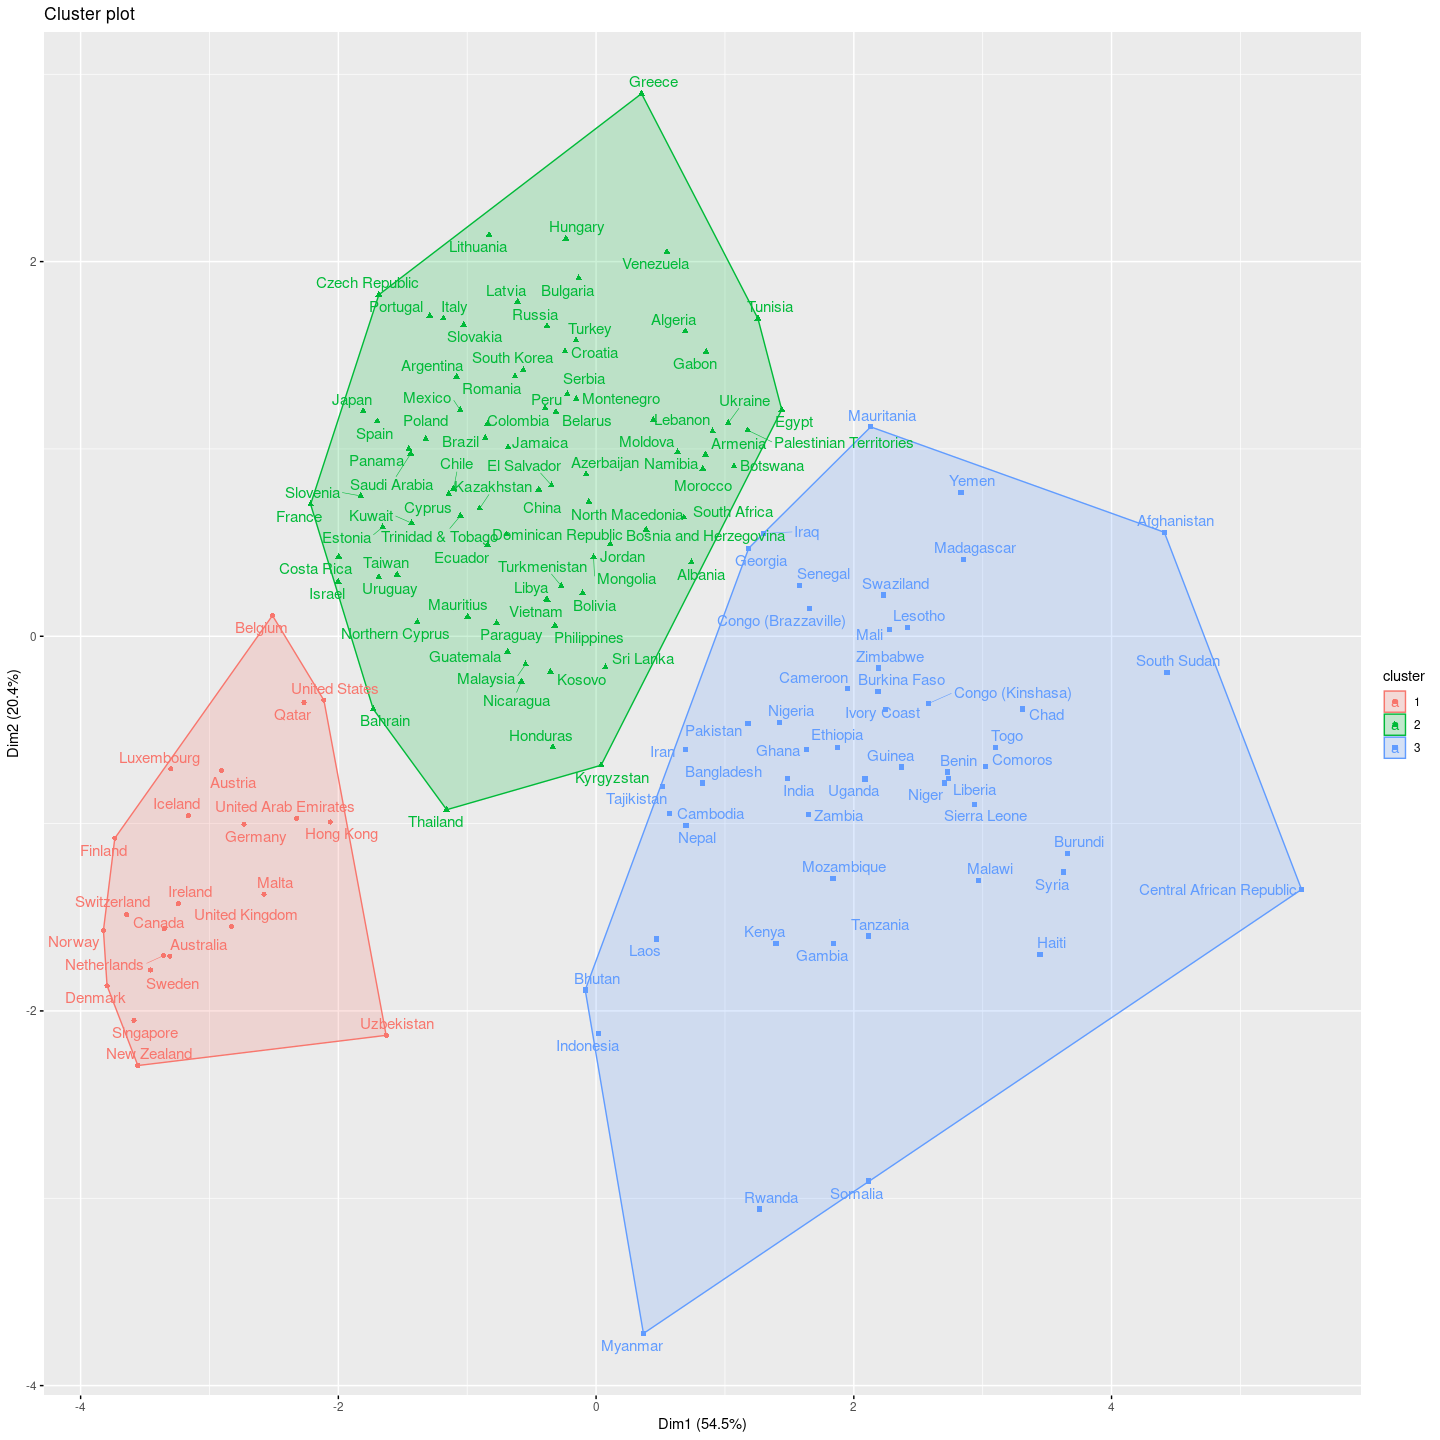 Cluster plot
Greece
Hungary
Lithuania
Venezuela
Czech Republic
Latvia
Bulgaria
Portugal
Italy
Tunisia
Russia
Algeria
Slovakia
Turkey
Croatia
South Korea
Gabon
Argentina
Serbia
Romania
Mexico
Japan
Peru
Montenegro
Ukraine
Mauritania
Poland
Colombia
Belarus
Lebanon
Egypt
Spain
Brazil
Jamaica
Moldova
Armenia
Palestinian Territories
Panama
Chile
El Salvador
Azerbaijan
Namibia
Botswana
Saudi Arabia
Kazakhstan
Morocco
Yemen
Slovenia
Cyprus
China
France
Kuwait
North Macedonia
South Africa
Afghanistan
Estonia
Trinidad & Tobago
Dominican Republic
Bosnia and Herzegovina
Iraq
Ecuador
Jordan
Georgia
Madagascar
Costa Rica
Taiwan
Turkmenistan
Mongolia
Albania
Senegal
Israel
Uruguay
Libya
Swaziland
Mauritius
Vietnam
Bolivia
Congo (Brazzaville)
Lesotho
Belgium
Northern Cyprus
Paraguay
Philippines
Mali
Guatemala
Sri Lanka
Zimbabwe
South Sudan
United States
Malaysia
Kosovo
Cameroon
Burkina Faso
Nicaragua
Congo (Kinshasa)
Qatar
Bahrain
Nigeria
Ivory Coast
Chad
Honduras
Pakistan
Ethiopia
Togo
Luxembourg
Iran
Ghana
Guinea
Benin
Comoros
Austria
Kyrgyzstan
Bangladesh
Iceland
United Arab Emirates
Tajikistan
India
Uganda
Niger
Liberia
Thailand
Cambodia
Zambia
Sierra Leone
Germany
Hong Kong
Nepal
Finland
Burundi
Mozambique
Malawi
Malta
Syria
Ireland
Central African Republic
Switzerland
Canada
United Kingdom
Tanzania
Norway
Australia
Laos
Kenya
Gambia
Haiti
Netherlands
Sweden
Bhutan
Denmark
Uzbekistan
Singapore
Indonesia
New Zealand
Somalia
Rwanda
Myanmar
2
0
-2
-4
Dim2 (20.4%)
-4
-2
0
2
4
Dim1 (54.5%)
cluster
a 1
a 2
a 3